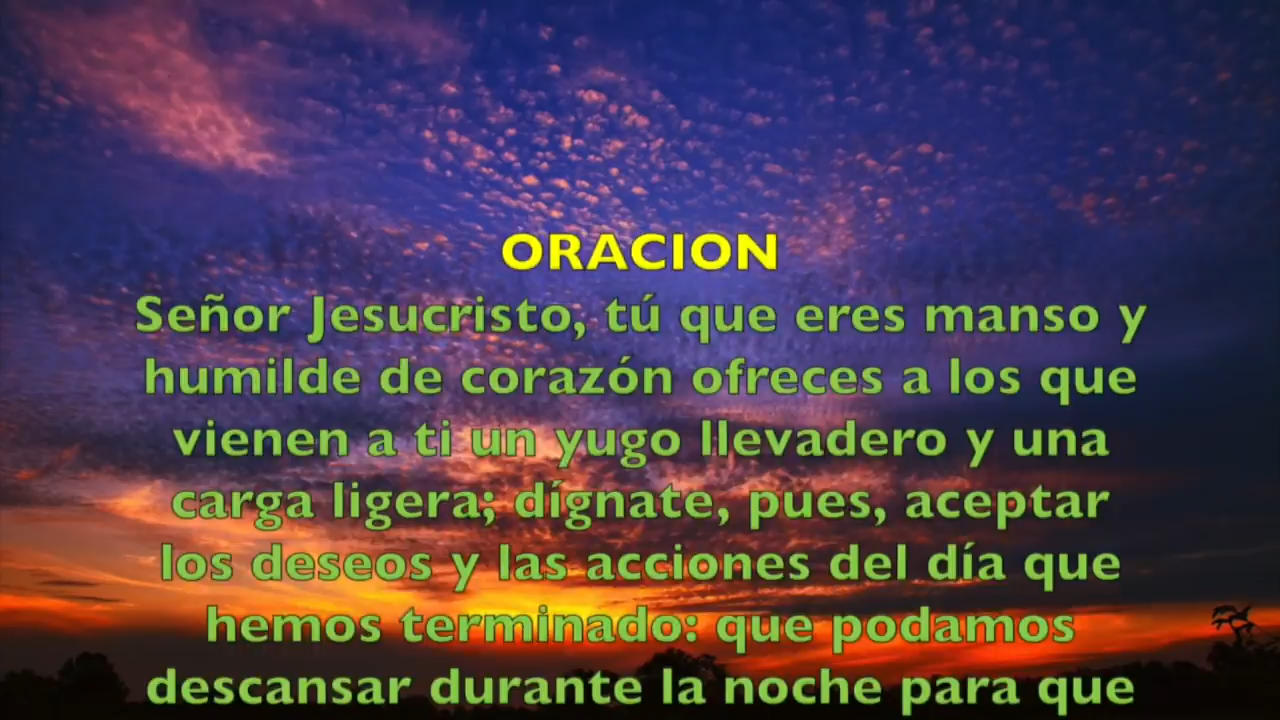 ORACION
Señor Jesucristo, tú que eres manso y
humilde de corazón ofreces a los que
vienen a ti un yugo llevadero y una
carga ligera; dígnate, pues, aceptar
los deseos y las acciones del día que
hemos terminado: que podamos
descansar durante la noche para que